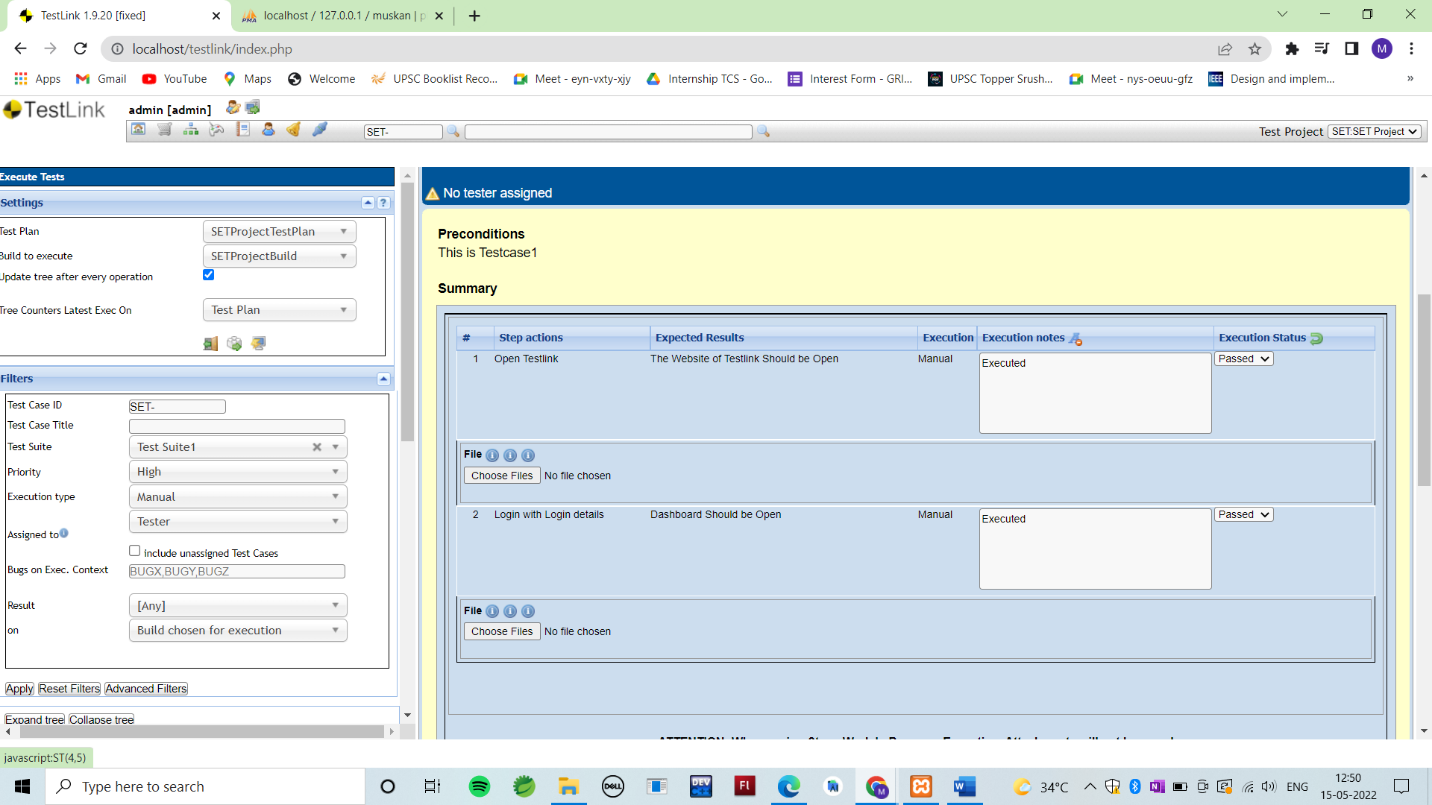 TestLink 1.9.20 [fixed]
localhost / 127.0.0.1 / muskan | p
localhost/testlink/index.php
M
Apps
Gmail
YouTube
Maps
Welcome
UPSC Booklist Reco...
Meet - eyn-vxty-xjy
Internship TCS - Go...
Interest Form - GRI...
UPSC Topper Srush...
Meet - nys-oeuu-gfz
IEEE
Design and implem...
»
TestLink
admin [admin]
SET-
Test Project
SET:SET Project
Execute Tests
Settings
?
Test Plan
SETProjectTestPlan
Build to execute
SETProjectBuild
Update tree after every operation
Tree Counters Latest Exec On
Test Plan
Filters
Test Case ID
SET-
Test Case Title
Test Suite
Test Suite1
Priority
High
Execution type
Manual
Tester
Assigned to
Include unassigned Test Cases
Bugs on Exec. Context
BUGX,BUGY,BUGZ
Result
[Any]
on
Build chosen for execution
Apply Reset Filters Advanced Filters
Expand tree Collapse tree
javascript:ST(4,5)
No tester assigned
Preconditions
This is Testcase1
Summary
# Step actions Expected Results Execution Execution notes Execution Status
1 Open Testlink The Website of Testlink Should be Open Manual Executed Passed
File
Choose Files No file chosen
2 Login with Login details Dashboard Should be Open Manual Executed Passed
File
Choose Files No file chosen
Type here to search
DELL
DEV
Fl
W
34°C
ENG
12:50
15-05-2022